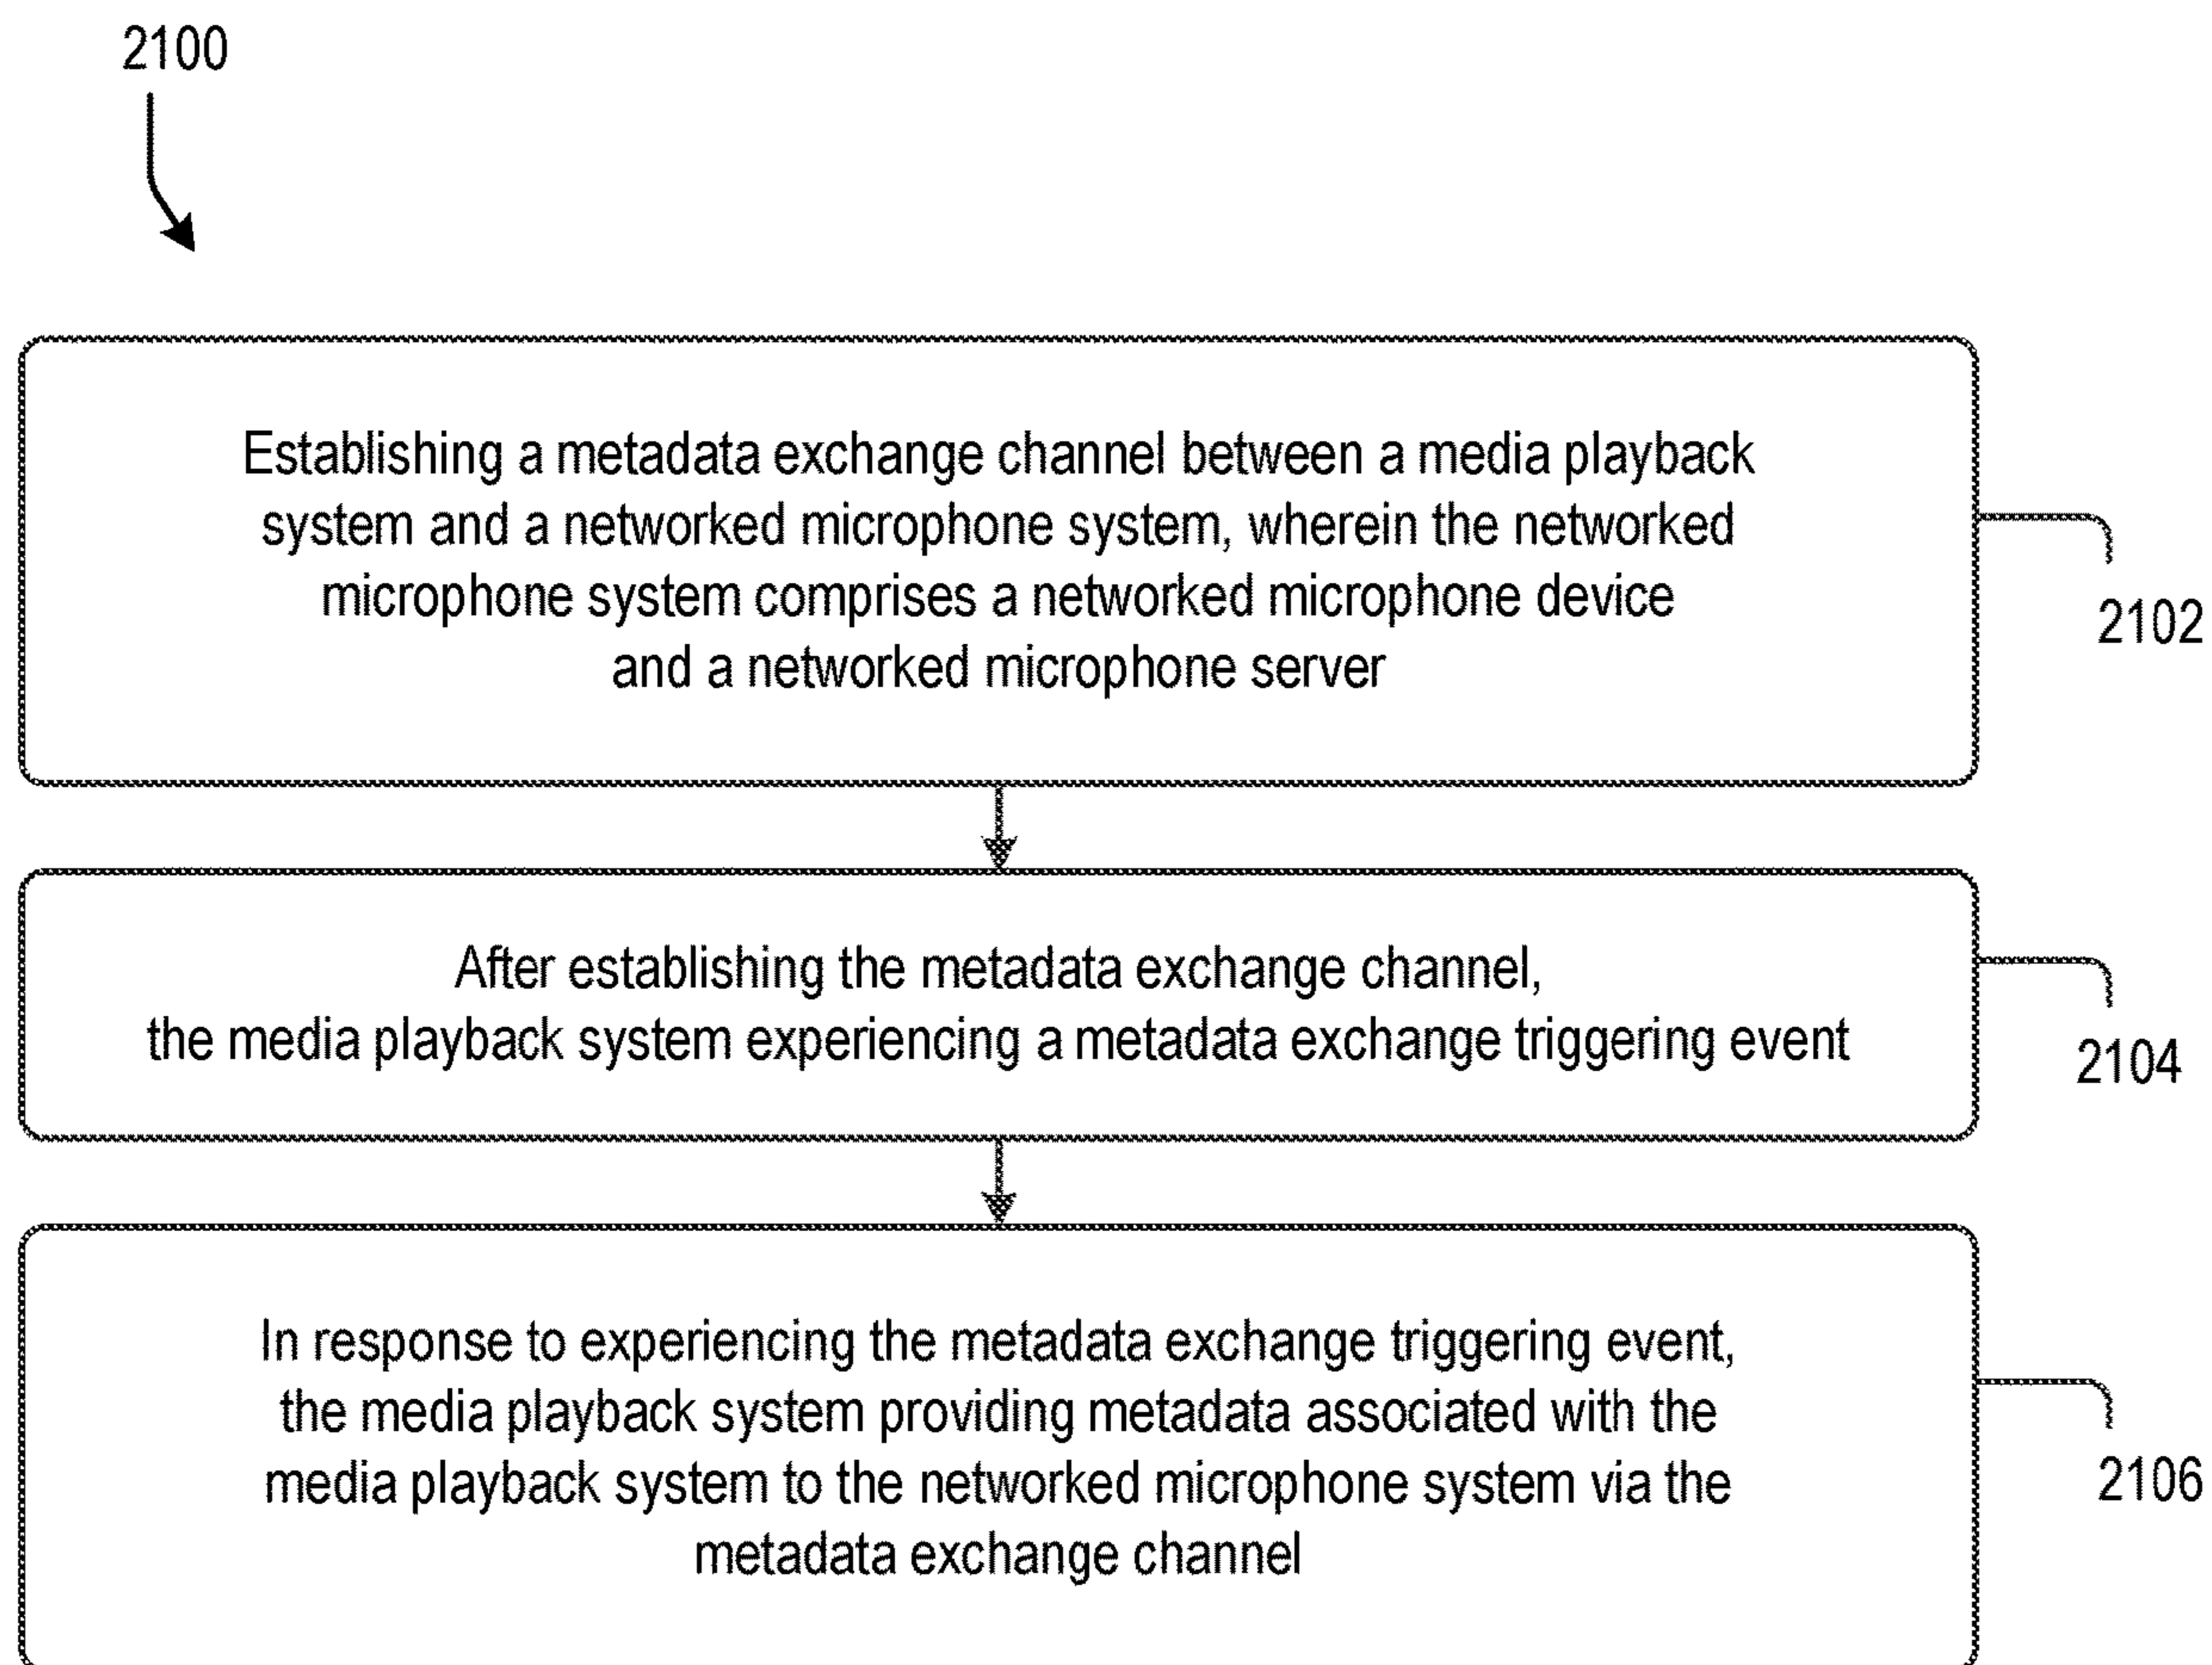 2100
Establishing a metadata exchange channel between a media playback
system and a networked microphone system, wherein the networked
microphone system comprises a networked microphone device
and a networked microphone server
2102
After establishing the metadata exchange channel,
the media playback system experiencing a metadata exchange triggering event
2104
In response to experiencing the metadata exchange triggering event,
the media playback system providing metadata associated with the
media playback system to the networked microphone system via the
metadata exchange channel
2106